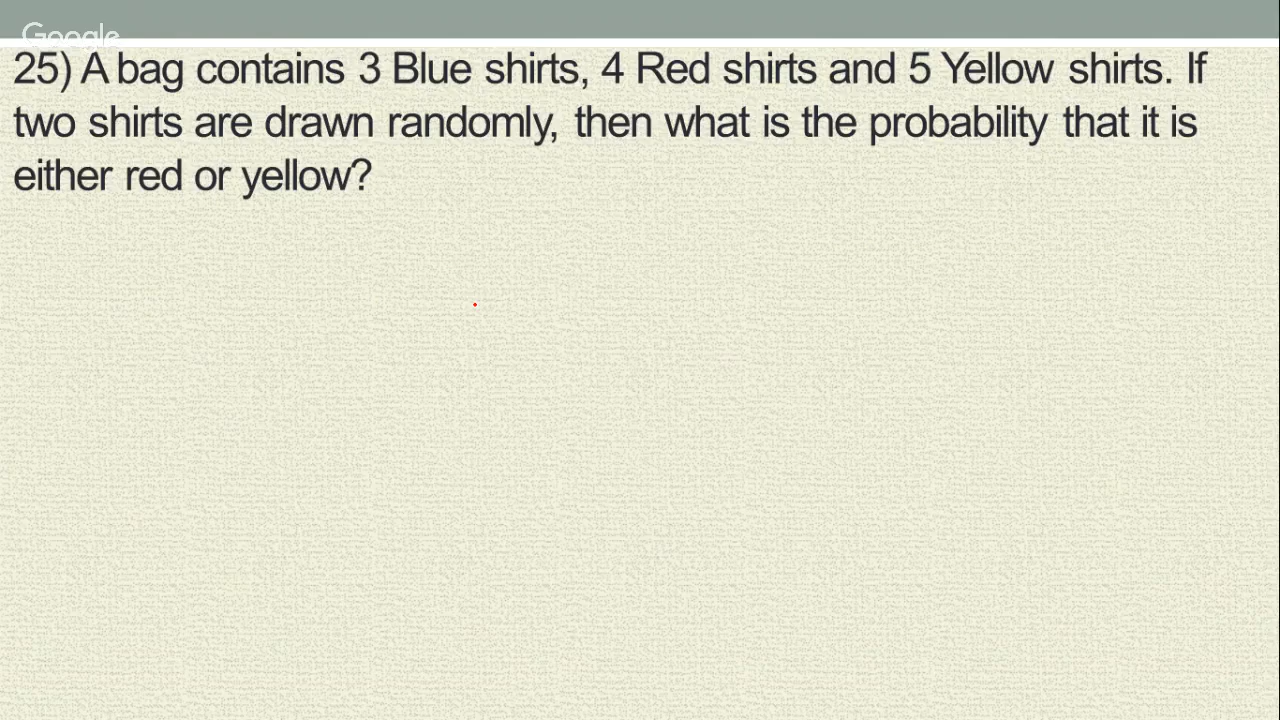 Google
25) A bag contains 3 Blue shirts, 4 Red shirts and 5 Yellow shirts. If
two shirts are drawn randomly, then what is the probability that it is
either red or yellow?